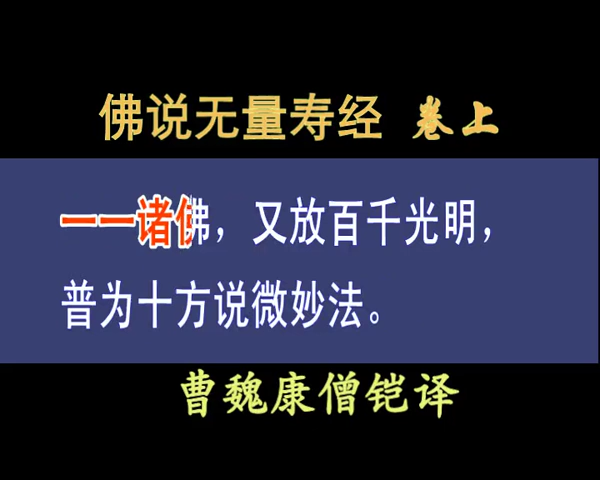 佛说无量寿经 卷上
一一诸佛，又放百千光明，
普为十方说微妙法。
曹魏康僧铠译